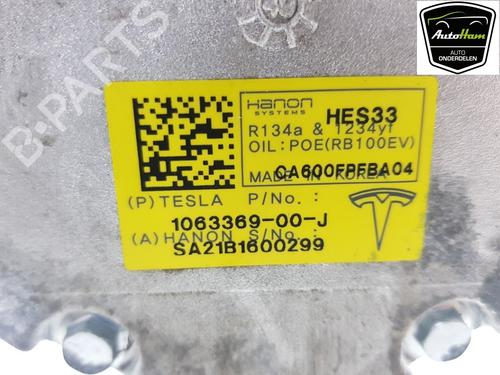 AutoHam
AUTO
ONDERDELEN
B-PARTS
Hanon
SYSTEMS
HES33
R134a & 1234yf
OIL:POE(RB100EV)
CA600FPFBA04
MADE IN KOREA
(P)TESLA P/No.:
1063369-00-J
(A)HANON S/No.:
SA21B1600299